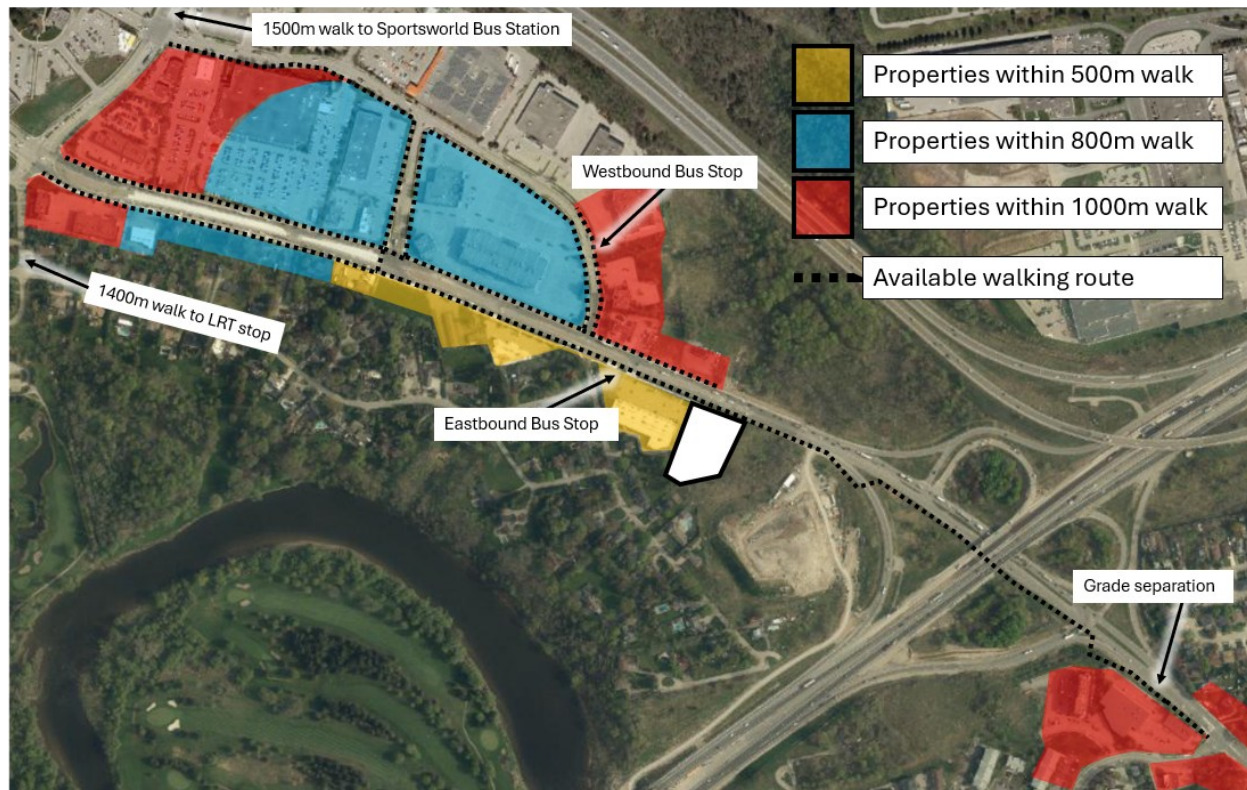 1500m walk to Sportsworld Bus Station
Properties within 500m walk
Properties within 800m walk
Westbound Bus Stop
Properties within 1000m walk
Available walking route
1400m walk to LRT stop
Eastbound Bus Stop
Grade separation